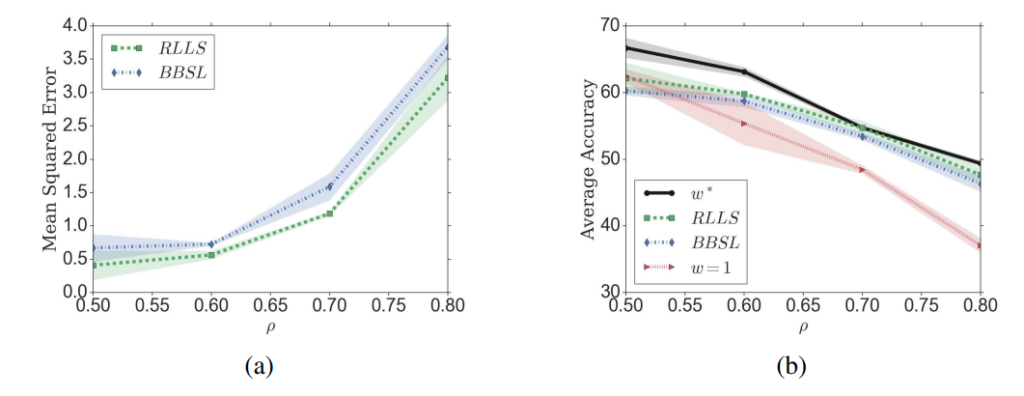 4.0
3.5
3.0
2.5
2.0
1.5
1.0
0.5
0.0
Mean Squared Error
RLLS
BBSL
0.50 0.55 0.60 0.65 0.70 0.75 0.80
ρ
(a)
70
60
50
40
30
Average Accuracy
w*
RLLS
BBSL
w = 1
0.50 0.55 0.60 0.65 0.70 0.75 0.80
ρ
(b)